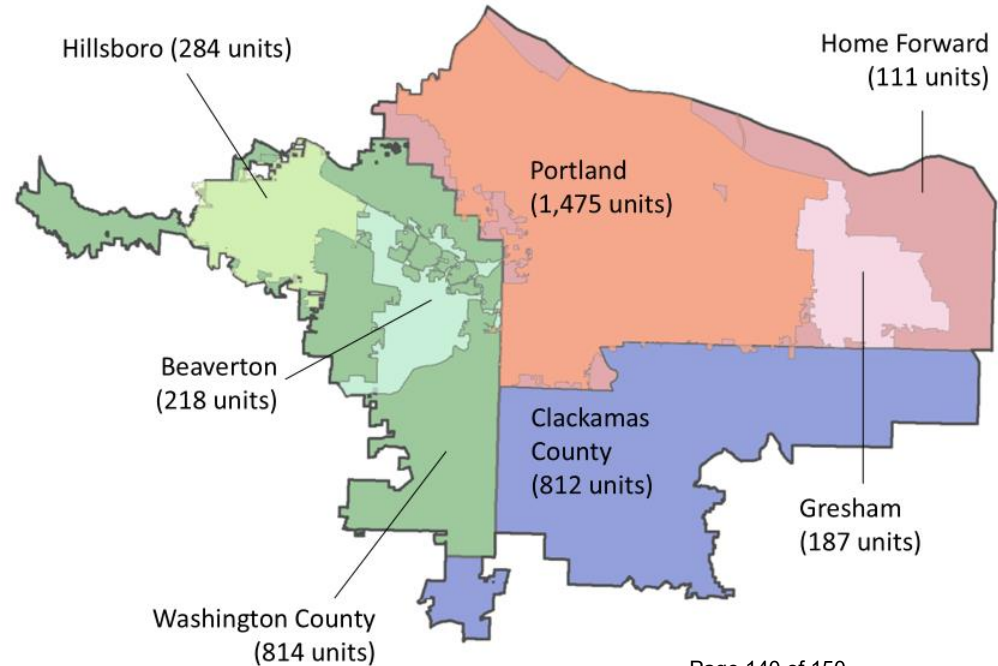 Hillsboro (284 units)
Home Forward
(111 units)
Portland
(1,475 units)
Beaverton
(218 units)
Clackamas
County
(812 units)
Gresham
(187 units)
Washington County
(814 units)